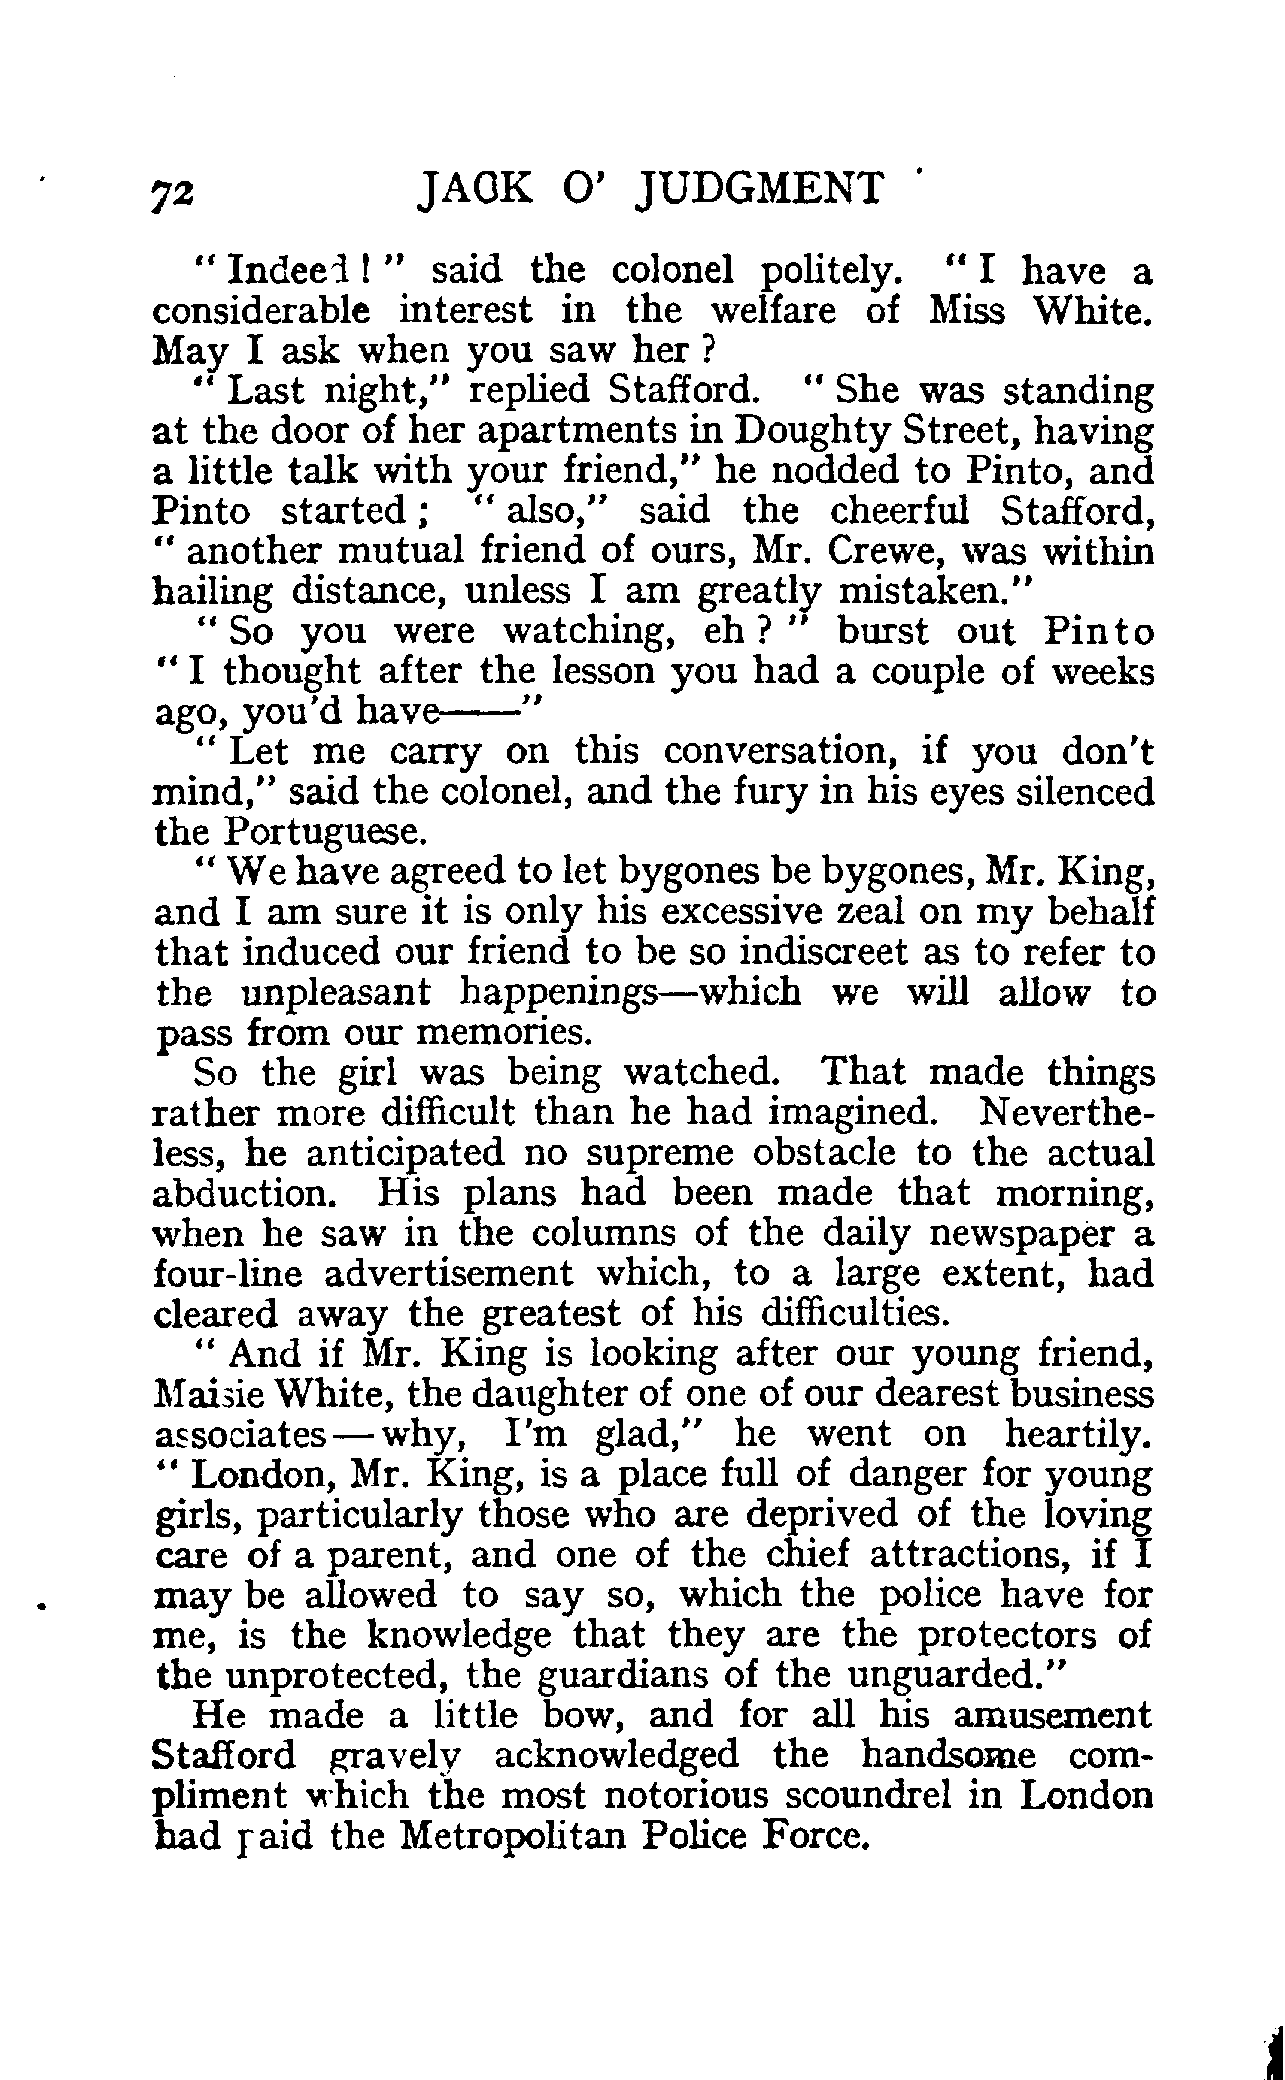 72 JACK O' JUDGMENT
" Indeed ! " said the colonel politely. " I have a
considerable interest in the welfare of Miss White.
May I ask when you saw her ?
" Last night," replied Stafford. " She was standing
at the door of her apartments in Doughty Street, having
a little talk with your friend," he nodded to Pinto, and
Pinto started ; " also," said the cheerful Stafford,
" another mutual friend of ours, Mr. Crewe, was within
hailing distance, unless I am greatly mistaken."
" So you were watching, eh ? " burst out Pinto
" I thought after the lesson you had a couple of weeks
ago, you'd have——"
" Let me carry on this conversation, if you don't
mind," said the colonel, and the fury in his eyes silenced
the Portuguese.
" We have agreed to let bygones be bygones, Mr. King,
and I am sure it is only his excessive zeal on my behalf
that induced our friend to be so indiscreet as to refer to
the unpleasant happenings—which we will allow to
pass from our memories.
So the girl was being watched. That made things
rather more difficult than he had imagined. Neverthe-
less, he anticipated no supreme obstacle to the actual
abduction. His plans had been made that morning,
when he saw in the columns of the daily newspaper a
four-line advertisement which, to a large extent, had
cleared away the greatest of his difficulties.
" And if Mr. King is looking after our young friend,
Maisie White, the daughter of one of our dearest business
associates—why, I'm glad," he went on heartily.
" London, Mr. King, is a place full of danger for young
girls, particularly those who are deprived of the loving
care of a parent, and one of the chief attractions, if I
may be allowed to say so, which the police have for
me, is the knowledge that they are the protectors of
the unprotected, the guardians of the unguarded."
He made a little bow, and for all his amusement
Stafford gravely acknowledged the handsome com-
pliment which the most notorious scoundrel in London
had paid the Metropolitan Police Force.